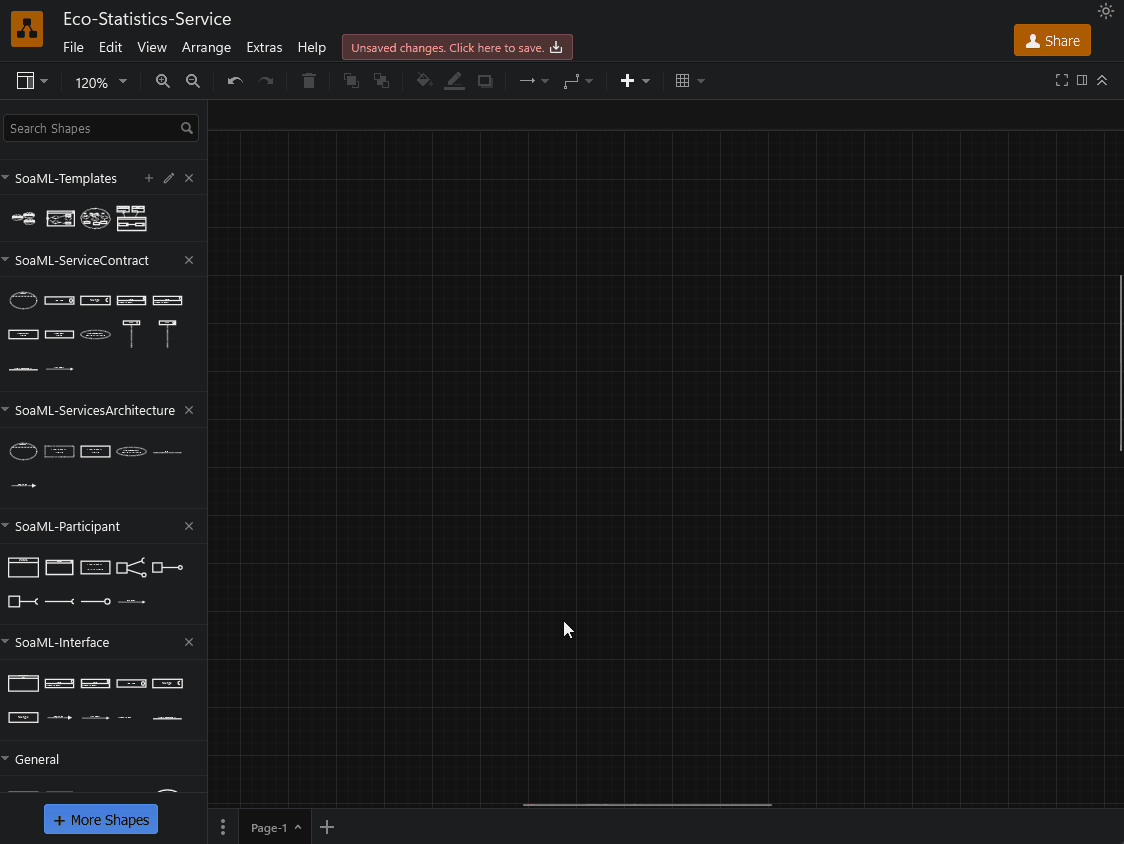 Eco-Statistics-Service
File Edit View Arrange Extras Help
Unsaved changes. Click here to save.
Share
120%
Search Shapes
SoaML-Templates
SoaML-ServiceContract
SoaML-ServicesArchitecture
SoaML-Participant
SoaML-Interface
General
+ More Shapes
Page-1